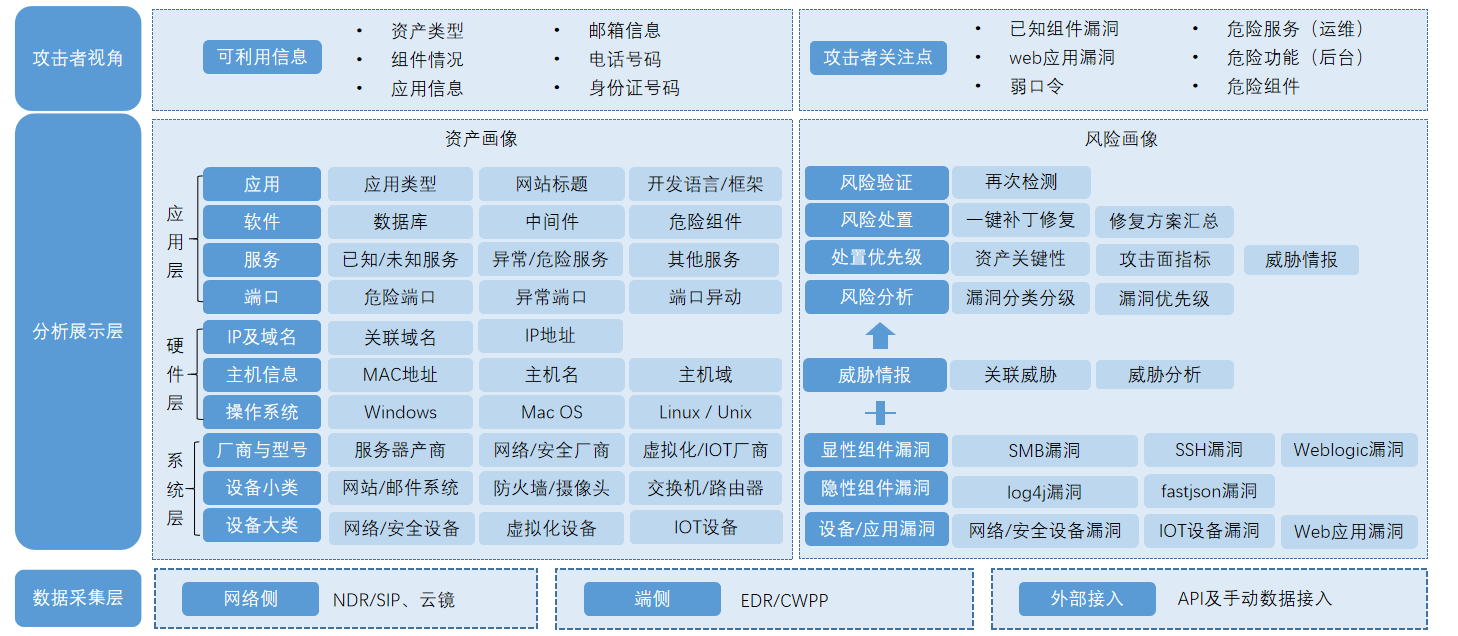 攻击者视角
可利用信息
• 资产类型
• 组件情况
• 应用信息
• 邮箱信息
• 电话号码
• 身份证号码
攻击者关注点
• 已知组件漏洞
• web应用漏洞
• 弱口令
• 危险服务（运维）
• 危险功能（后台）
• 危险组件
分析展示层
资产画像
应用层
应用 应用类型 网站标题 开发语言/框架
软件 数据库 中间件 危险组件
服务 已知/未知服务 异常/危险服务 其他服务
端口 危险端口 异常端口 端口异动
硬件层
IP及域名 关联域名 IP地址
主机信息 MAC地址 主机名 主机域
操作系统 Windows Mac OS Linux / Unix
系统层
厂商与型号 服务器产商 网络/安全厂商 虚拟化/IOT厂商
设备小类 网站/邮件系统 防火墙/摄像头 交换机/路由器
设备大类 网络/安全设备 虚拟化设备 IOT设备
风险画像
风险验证 再次检测
风险处置 一键补丁修复 修复方案汇总
处置优先级 资产关键性 攻击面指标 威胁情报
风险分析 漏洞分类分级 漏洞优先级
威胁情报 关联威胁 威胁分析
显性组件漏洞 SMB漏洞 SSH漏洞 Weblogic漏洞
隐性组件漏洞 log4j漏洞 fastjson漏洞
设备/应用漏洞 网络/安全设备漏洞 IOT设备漏洞 Web应用漏洞
数据采集层
网络侧 NDR/SIP、云镜
端侧 EDR/CWPP
外部接入 API及手动数据接入